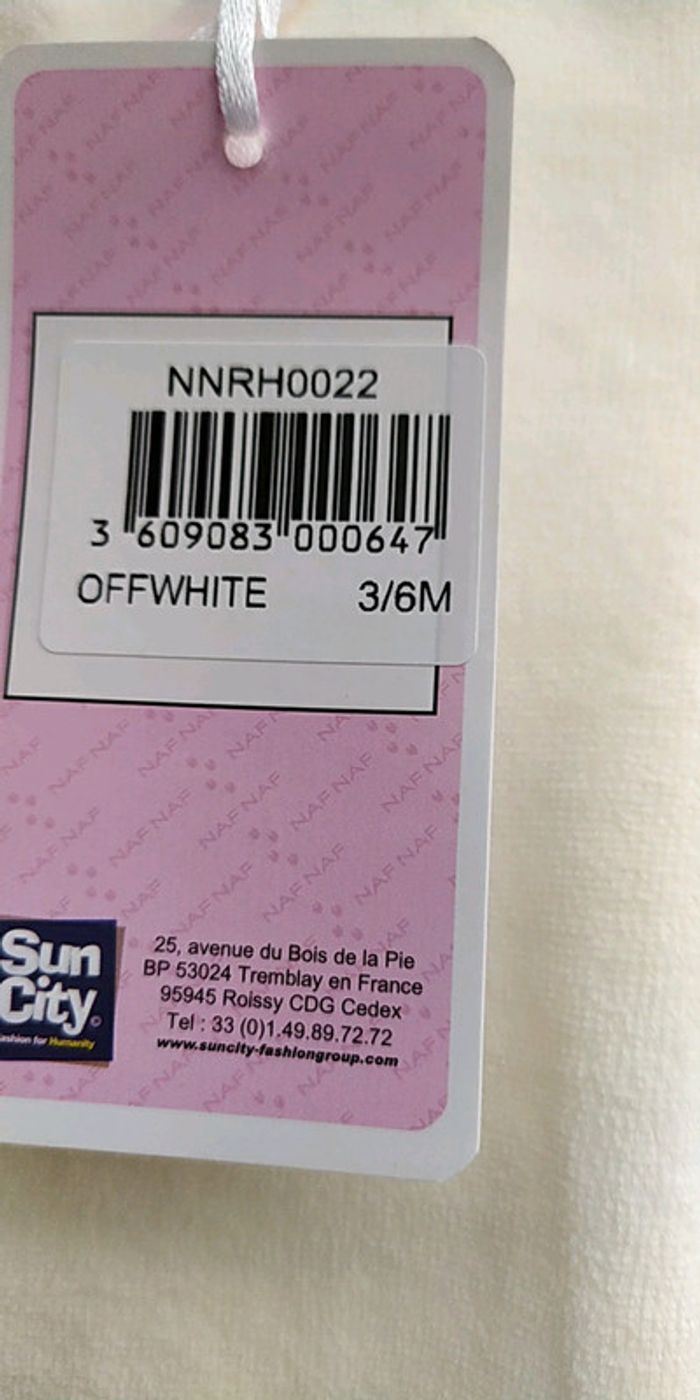 NNRH0022
3 609083 000647
OFFWHITE 3/6M
Sun
City
Fashion for Humanity
25, avenue du Bois de la Pie
BP 53024 Tremblay en France
95945 Roissy CDG Cedex
Tel : 33 (0)1.49.89.72.72
www.suncity-fashiongroup.com
NAF NAF